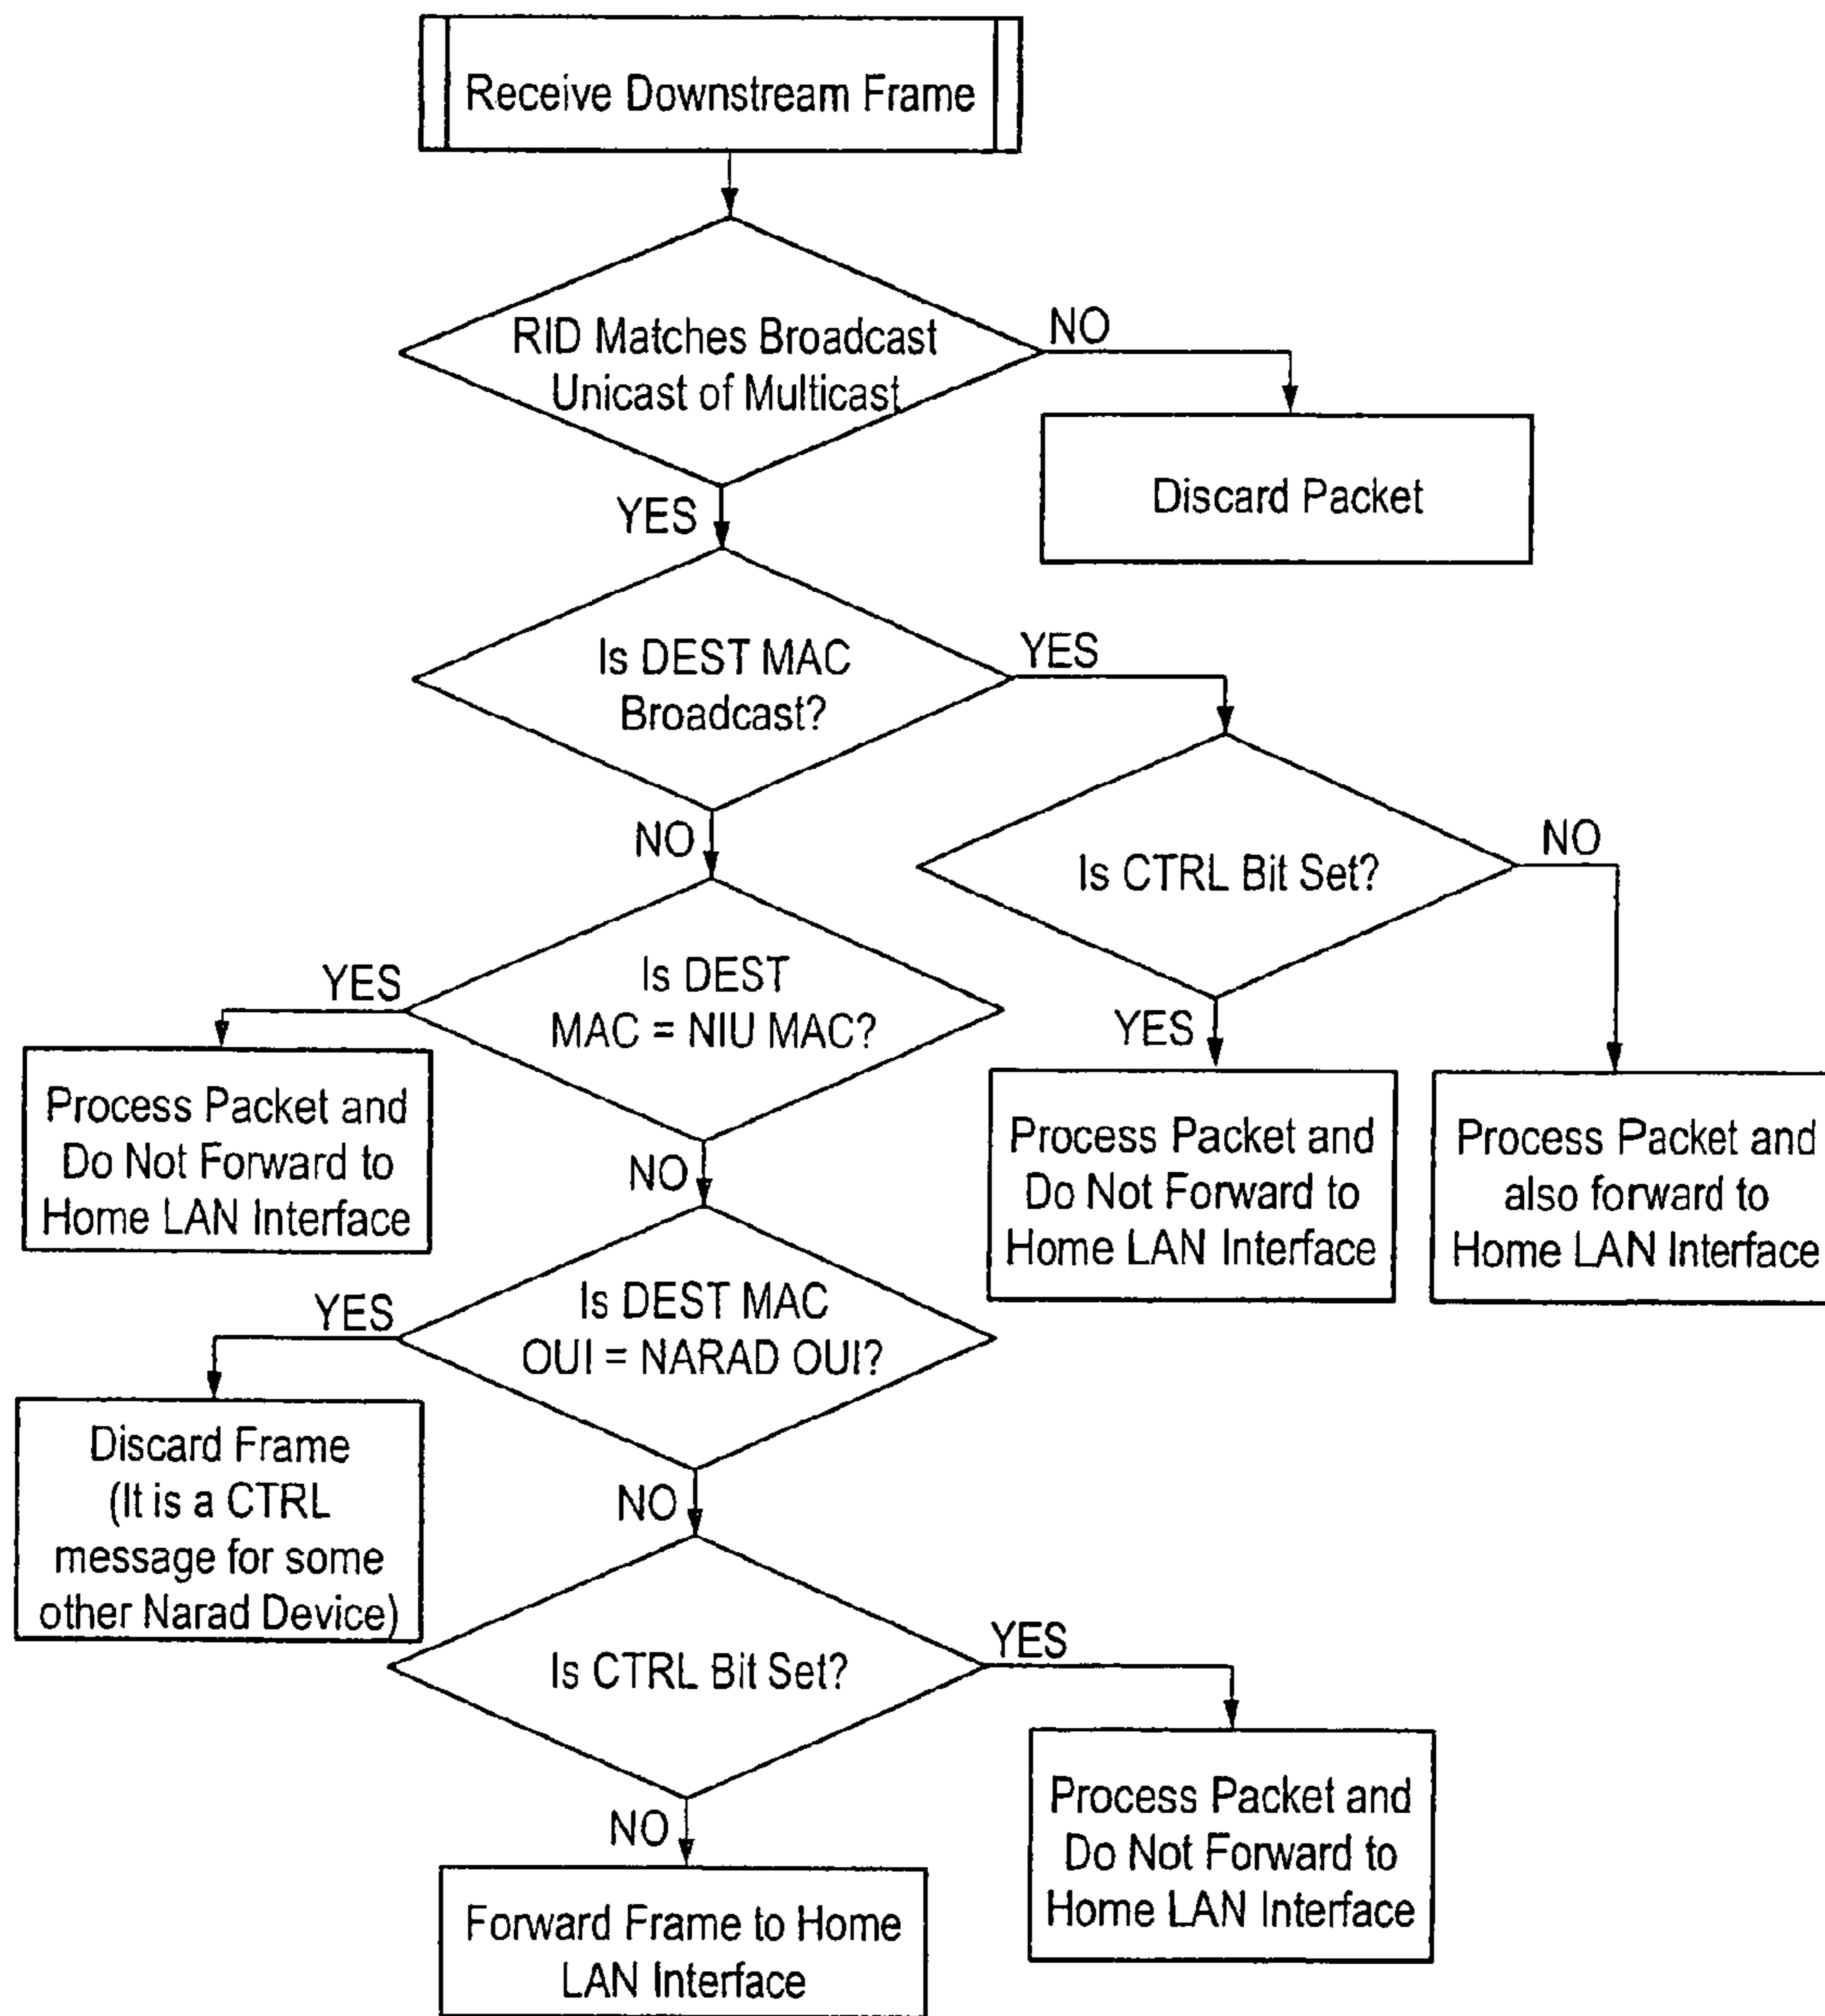 Receive Downstream Frame
RID Matches Broadcast
Unicast of Multicast
NO
Discard Packet
YES
Is DEST MAC
Broadcast?
YES
NO
Is CTRL Bit Set?
NO
YES
Process Packet and
Do Not Forward to
Home LAN Interface
Process Packet and
also forward to
Home LAN Interface
Is DEST
MAC = NIU MAC?
YES
Process Packet and
Do Not Forward to
Home LAN Interface
NO
Is DEST MAC
OUI = NARAD OUI?
YES
Discard Frame
(It is a CTRL
message for some
other Narad Device)
NO
Is CTRL Bit Set?
YES
Process Packet and
Do Not Forward to
Home LAN Interface
NO
Forward Frame to Home
LAN Interface